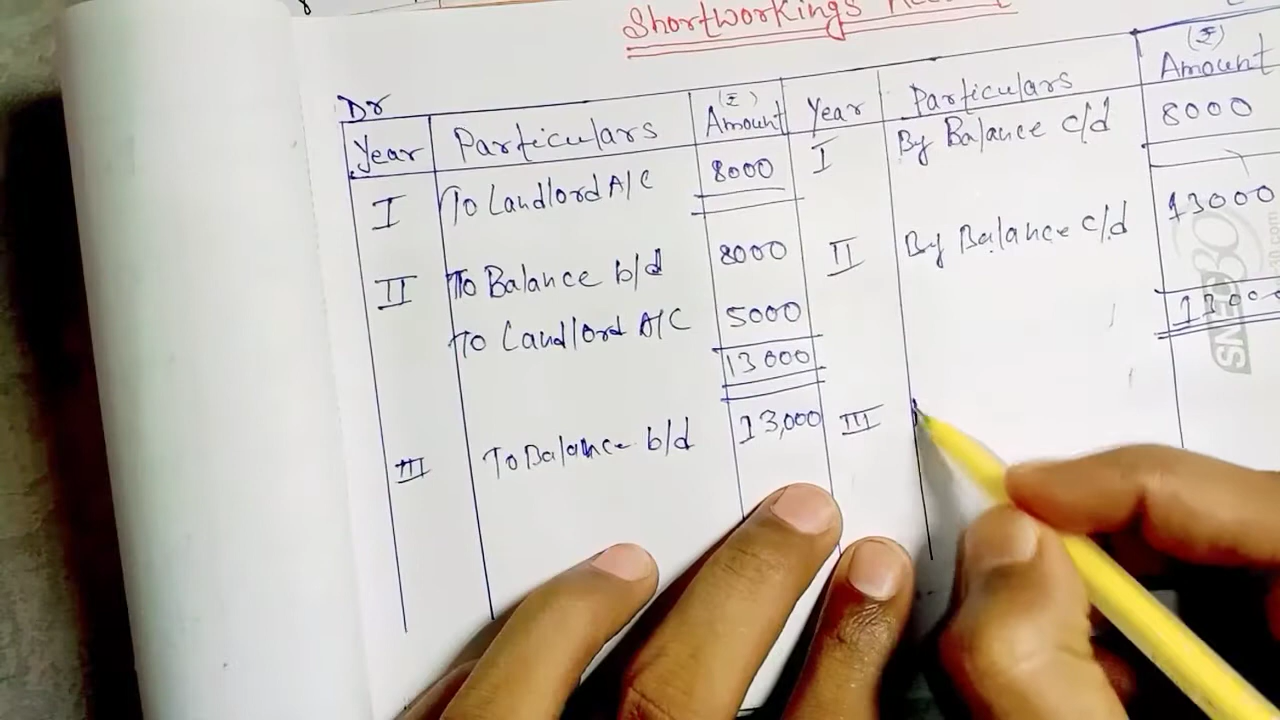 Shortworkings
Dr
Year Particulars (₹) Amount Year Particulars (₹) Amount
I To Landlord A/C 8000 I By Balance c/d 8000
II To Balance b/d 8000 II By Balance c/d 13000
To Landlord A/C 5000
13000 13000
III To Balance b/d 13,000 III